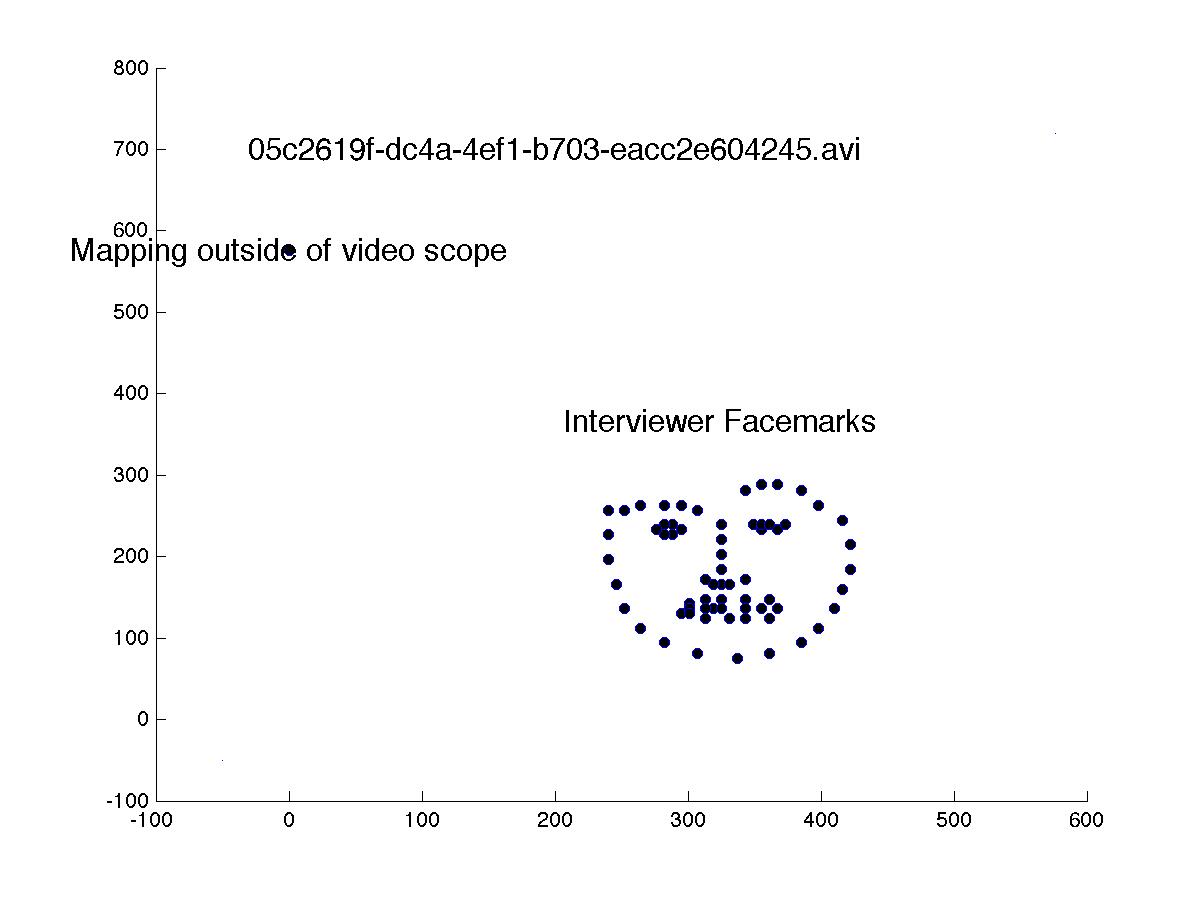 800
700
05c2619f-dc4a-4ef1-b703-eacc2e604245.avi
600
Mapping outside of video scope
500
400
Interviewer Facemarks
300
200
100
0
-100
-100 0 100 200 300 400 500 600